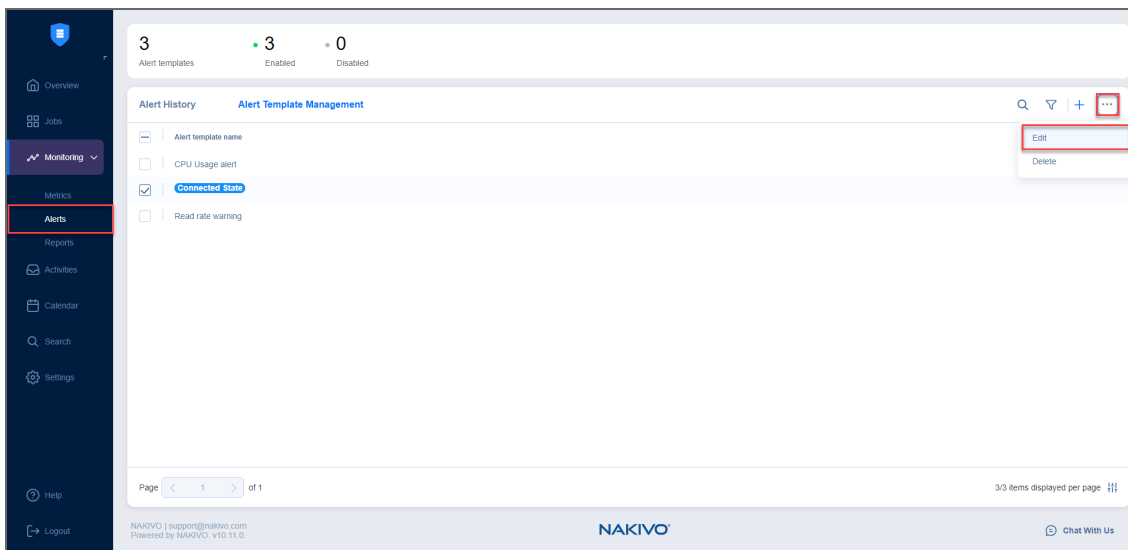 3
Alert templates
3
Enabled
0
Disabled
Overview
Jobs
Monitoring
Metrics
Alerts
Reports
Activities
Calendar
Search
Settings
Help
Logout
Alert History Alert Template Management
Edit
Delete
Alert template name
CPU Usage alert
Connected State
Read rate warning
Page 1 of 1
3/3 items displayed per page
NAKIVO | support@nakivo.com
Powered by NAKIVO. v10.11.0.
NAKIVO®
Chat With Us